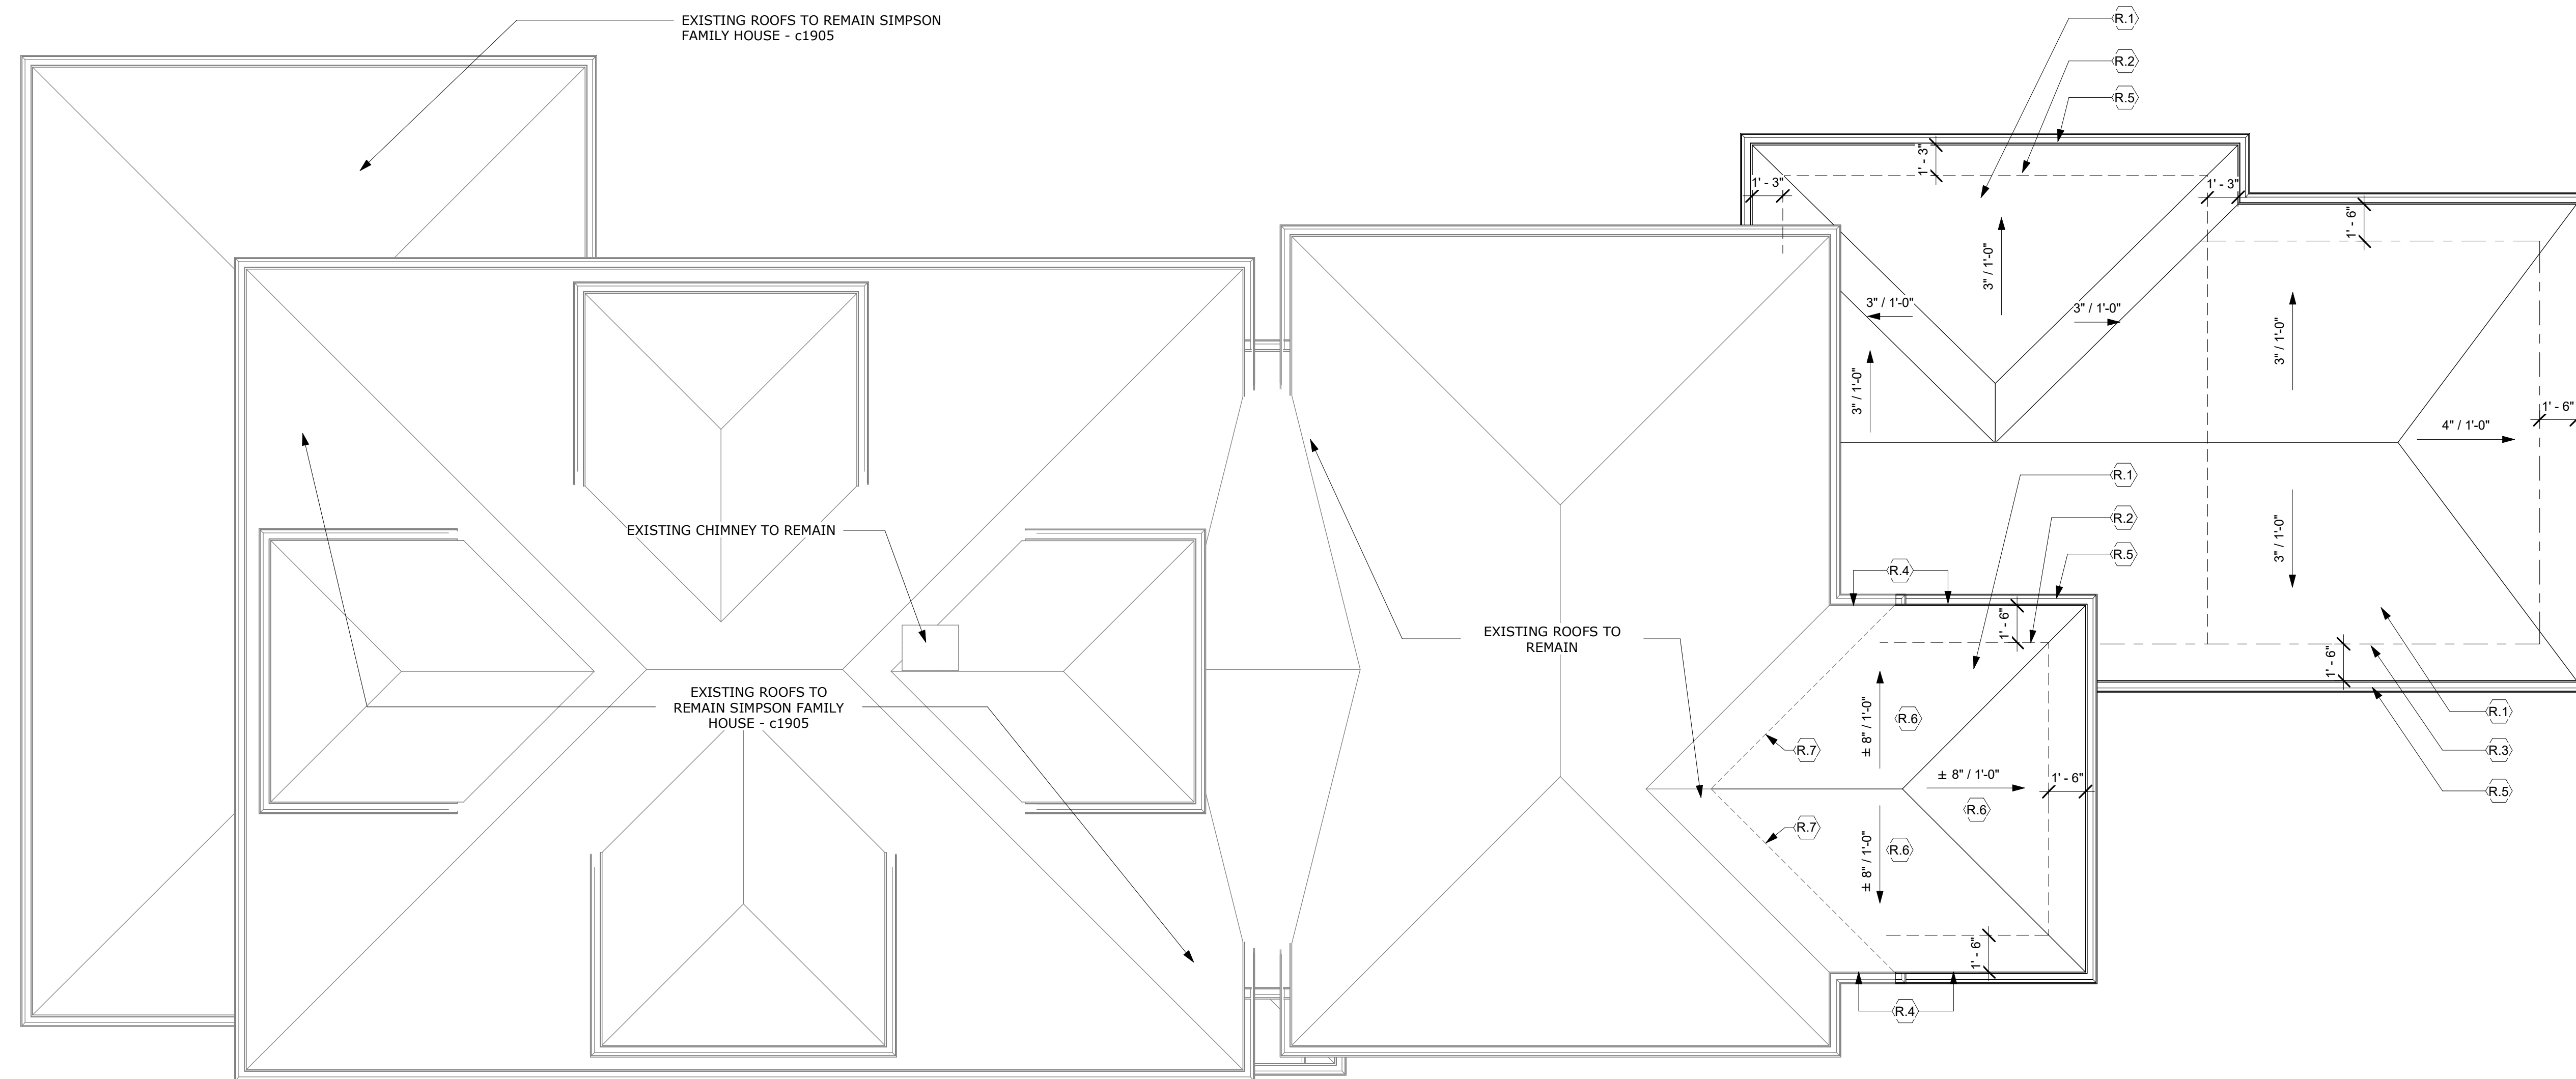 EXISTING ROOFS TO REMAIN SIMPSON
FAMILY HOUSE - c1905
R.1
R.2
R.5
1' - 3"
1' - 3"
1' - 3"
1' - 6"
3" / 1'-0"
3" / 1'-0"
3" / 1'-0"
3" / 1'-0"
3" / 1'-0"
1' - 6"
4" / 1'-0"
R.1
R.2
R.5
3" / 1'-0"
EXISTING CHIMNEY TO REMAIN
R.4
EXISTING ROOFS TO
REMAIN
1' - 6"
1' - 6"
EXISTING ROOFS TO
REMAIN SIMPSON FAMILY
HOUSE - c1905
± 8" / 1'-0"
R.6
R.7
R.1
R.3
R.5
± 8" / 1'-0"
R.6
1' - 6"
R.7
± 8" / 1'-0"
R.6
1' - 6"
R.4